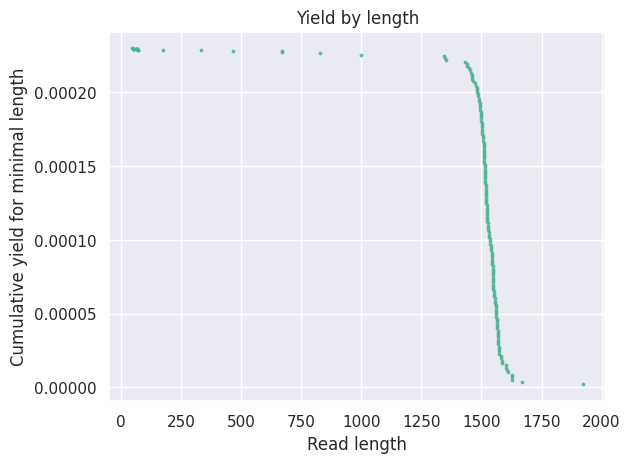 Yield by length
Cumulative yield for minimal length
0.00020
0.00015
0.00010
0.00005
0.00000
0 250 500 750 1000 1250 1500 1750 2000
Read length